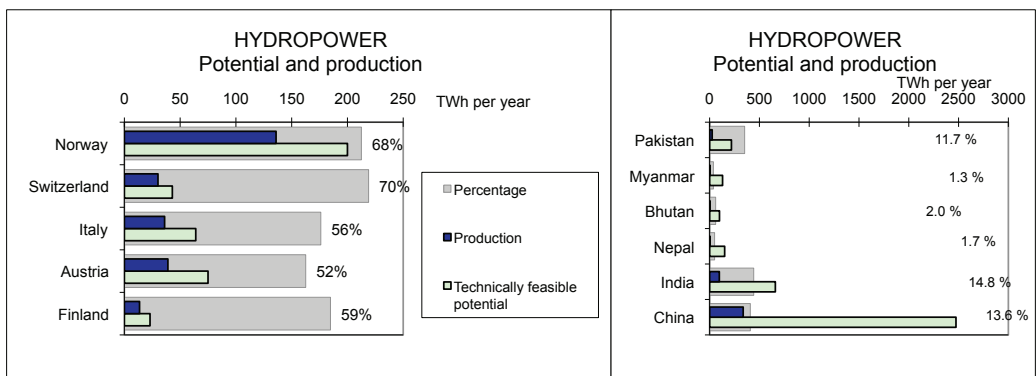 HYDROPOWER
Potential and production
0 50 100 150 200 250
TWh per year
Norway 68%
Switzerland 70%
Italy 56%
Austria 52%
Finland 59%
Percentage
Production
Technically feasible
potential
HYDROPOWER
Potential and production
TWh per year
0 500 1000 1500 2000 2500 3000
Pakistan 11.7 %
Myanmar 1.3 %
Bhutan 2.0 %
Nepal 1.7 %
India 14.8 %
China 13.6 %